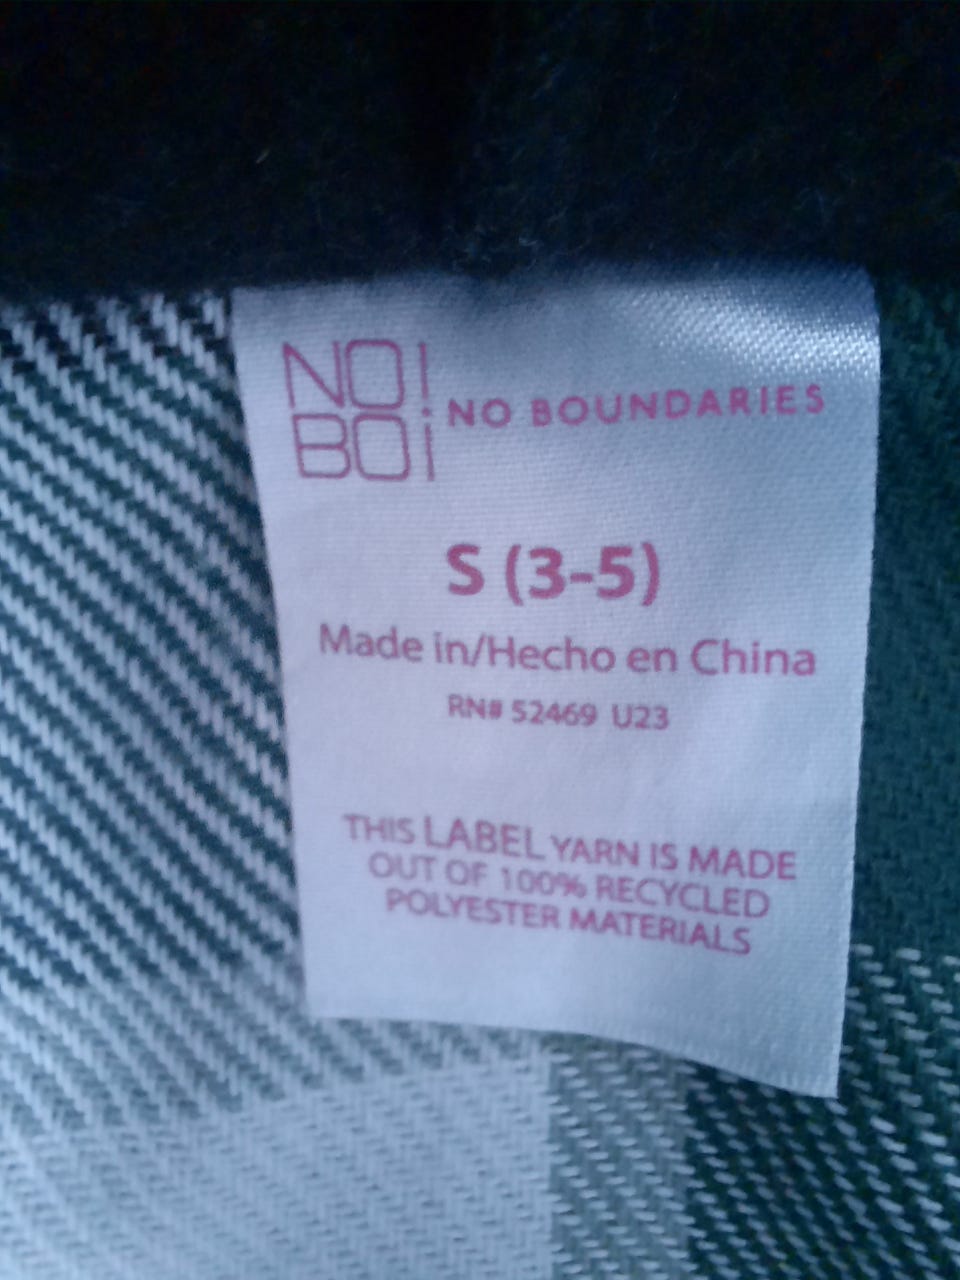 NO!
BO¡
NO BOUNDARIES
S (3-5)
Made in/Hecho en China
RN# 52469 U23
THIS LABEL YARN IS MADE
OUT OF 100% RECYCLED
POLYESTER MATERIALS